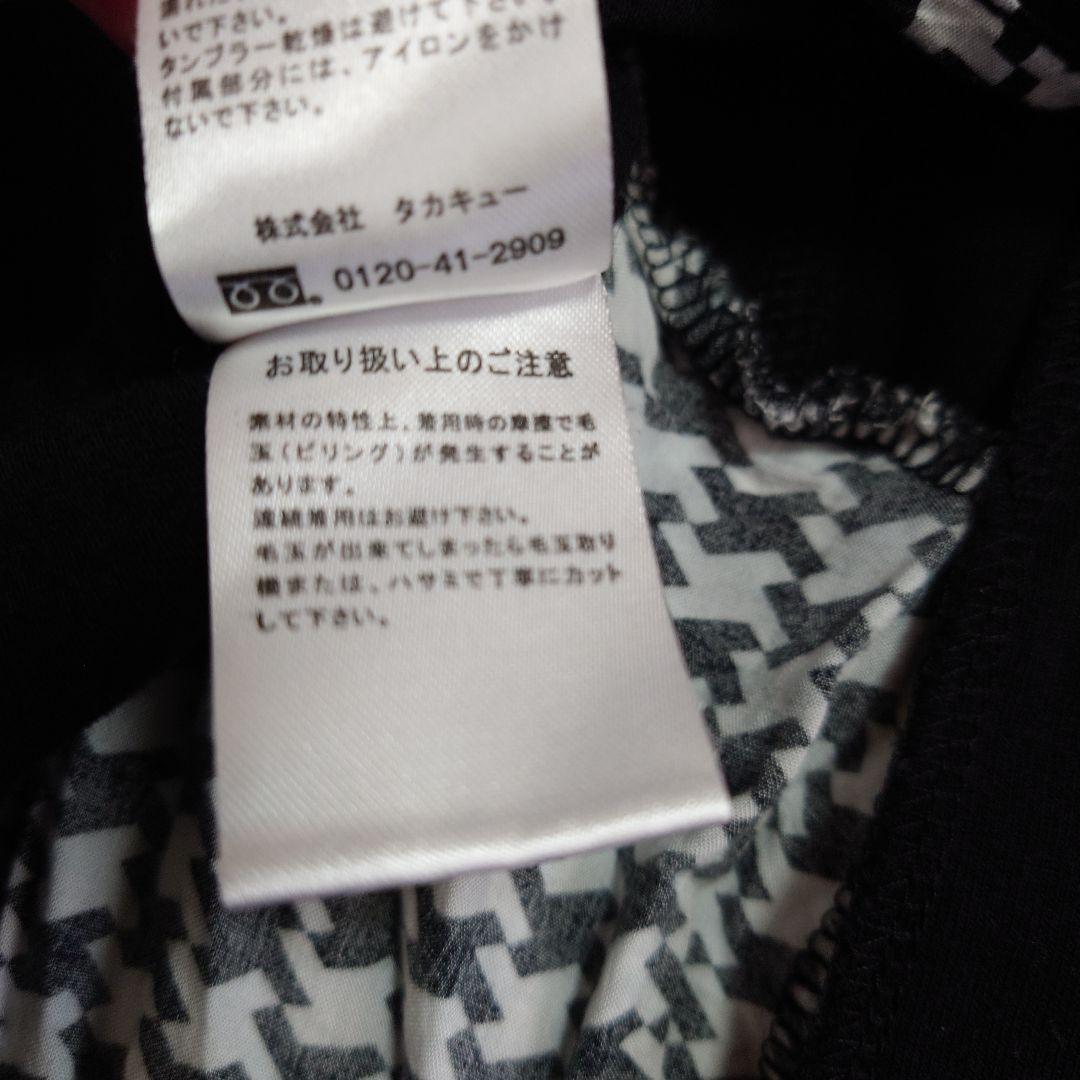 いで下さい。
タンブラー乾燥は避けて下さい。
付属部分には、アイロンをかけ
ないで下さい。
株式会社 タカキュー
0120-41-2909
お取り扱い上のご注意
素材の特性上、着用時の摩擦で毛
玉(ピリング)が発生することが
あります。
連続着用はお避け下さい。
毛玉が出来てしまったら毛玉取り
機または、ハサミで丁寧にカット
して下さい。